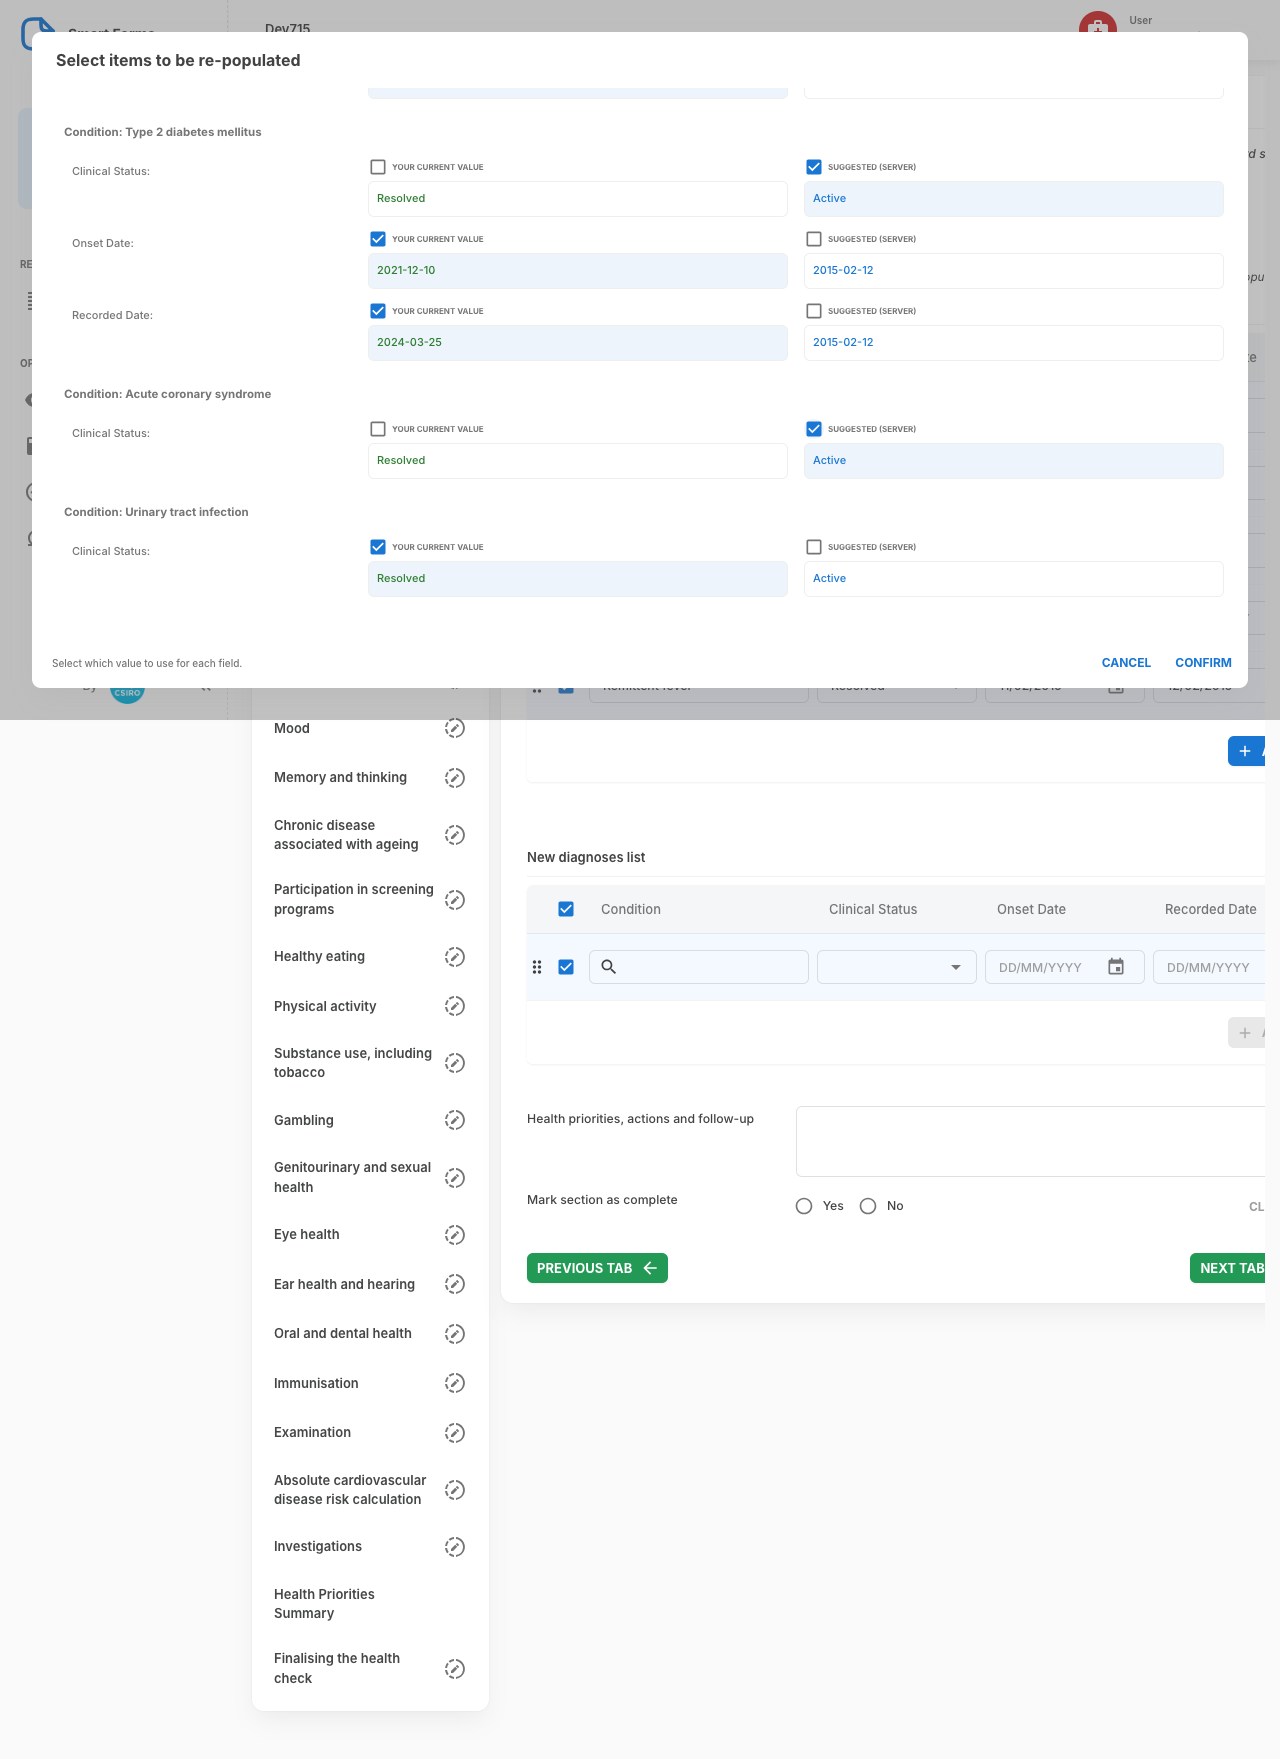 Dev715
User
Select items to be re-populated
Condition: Type 2 diabetes mellitus
Clinical Status:
YOUR CURRENT VALUE
SUGGESTED (SERVER)
Resolved
Active
Onset Date:
YOUR CURRENT VALUE
SUGGESTED (SERVER)
2021-12-10
2015-02-12
Recorded Date:
YOUR CURRENT VALUE
SUGGESTED (SERVER)
2024-03-25
2015-02-12
Condition: Acute coronary syndrome
Clinical Status:
YOUR CURRENT VALUE
SUGGESTED (SERVER)
Resolved
Active
Condition: Urinary tract infection
Clinical Status:
YOUR CURRENT VALUE
SUGGESTED (SERVER)
Resolved
Active
Select which value to use for each field.
CANCEL
CONFIRM
By
CSIRO
Mood
Memory and thinking
Chronic disease
associated with ageing
Participation in screening
programs
Healthy eating
Physical activity
Substance use, including
tobacco
Gambling
Genitourinary and sexual
health
Eye health
Ear health and hearing
Oral and dental health
Immunisation
Examination
Absolute cardiovascular
disease risk calculation
Investigations
Health Priorities
Summary
Finalising the health
check
New diagnoses list
Condition
Clinical Status
Onset Date
Recorded Date
DD/MM/YYYY
DD/MM/YYYY
Health priorities, actions and follow-up
Mark section as complete
Yes
No
CL
PREVIOUS TAB
NEXT TAB